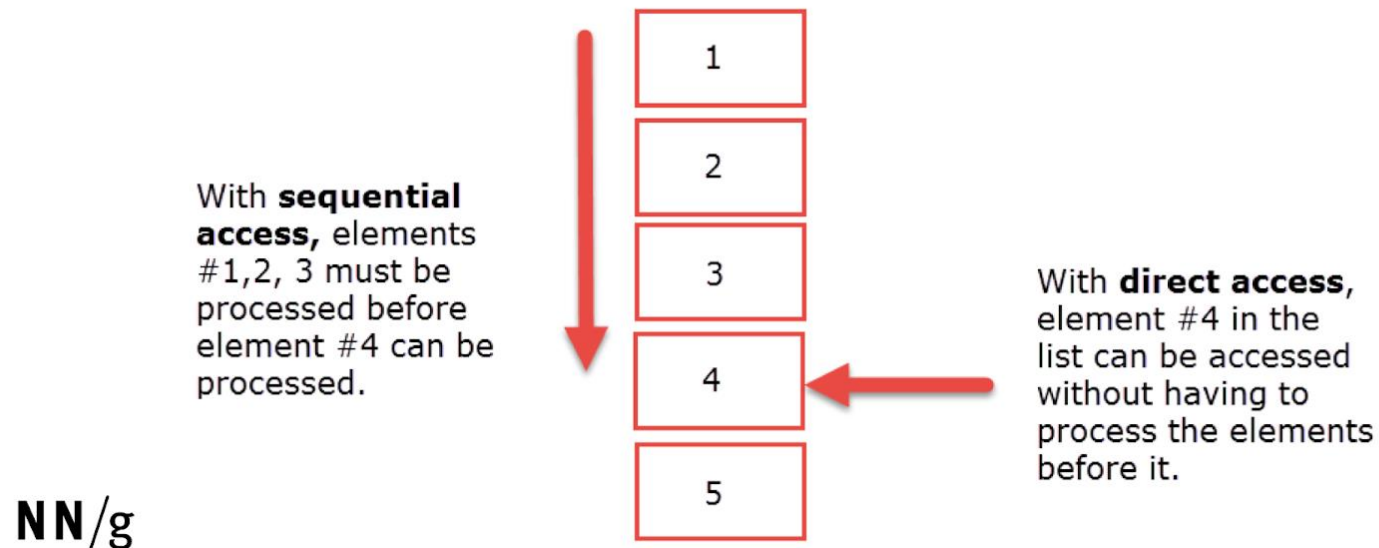 1
2
With sequential
access, elements
#1,2, 3 must be
processed before
element #4 can be
processed.
3
With direct access,
element #4 in the
list can be accessed
without having to
process the elements
before it.
4
5
NN/g